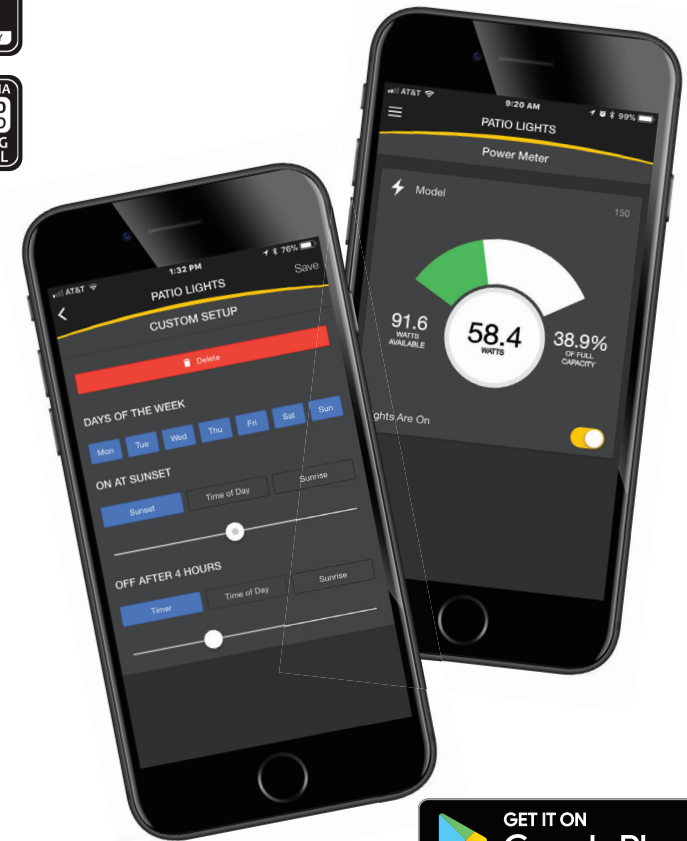 Y
IA
0
O
G
L
AT&T
9:20 AM
99%
PATIO LIGHTS
Power Meter
Model
150
91.6
WATTS
AVAILABLE
58.4
WATTS
38.9%
OF FULL
CAPACITY
ghts Are On
AT&T
1:32 PM
76%
PATIO LIGHTS
Save
CUSTOM SETUP
Delete
DAYS OF THE WEEK
Mon Tue Wed Thu Fri Sat Sun
ON AT SUNSET
Sunset Time of Day Sunrise
OFF AFTER 4 HOURS
Timer Time of Day Sunrise
GET IT ON